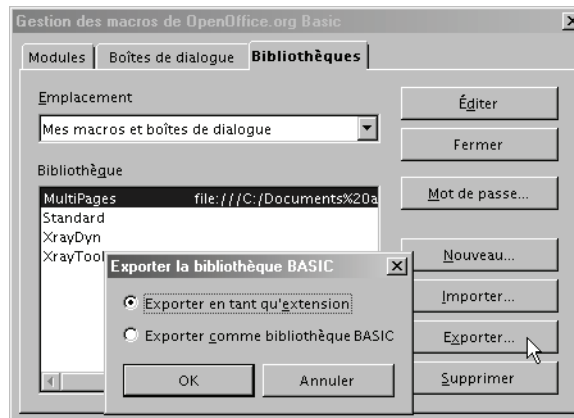 Gestion des macros de OpenOffice.org Basic
Modules
Boîtes de dialogue
Bibliothèques
Emplacement
Mes macros et boîtes de dialogue
Bibliothèque
MultiPages file:///C:/Documents%20a
Standard
XrayDyn
XrayTool
Éditer
Fermer
Mot de passe...
Nouveau...
Importer...
Exporter...
Supprimer
Exporter la bibliothèque BASIC
Exporter en tant qu'extension
Exporter comme bibliothèque BASIC
OK
Annuler